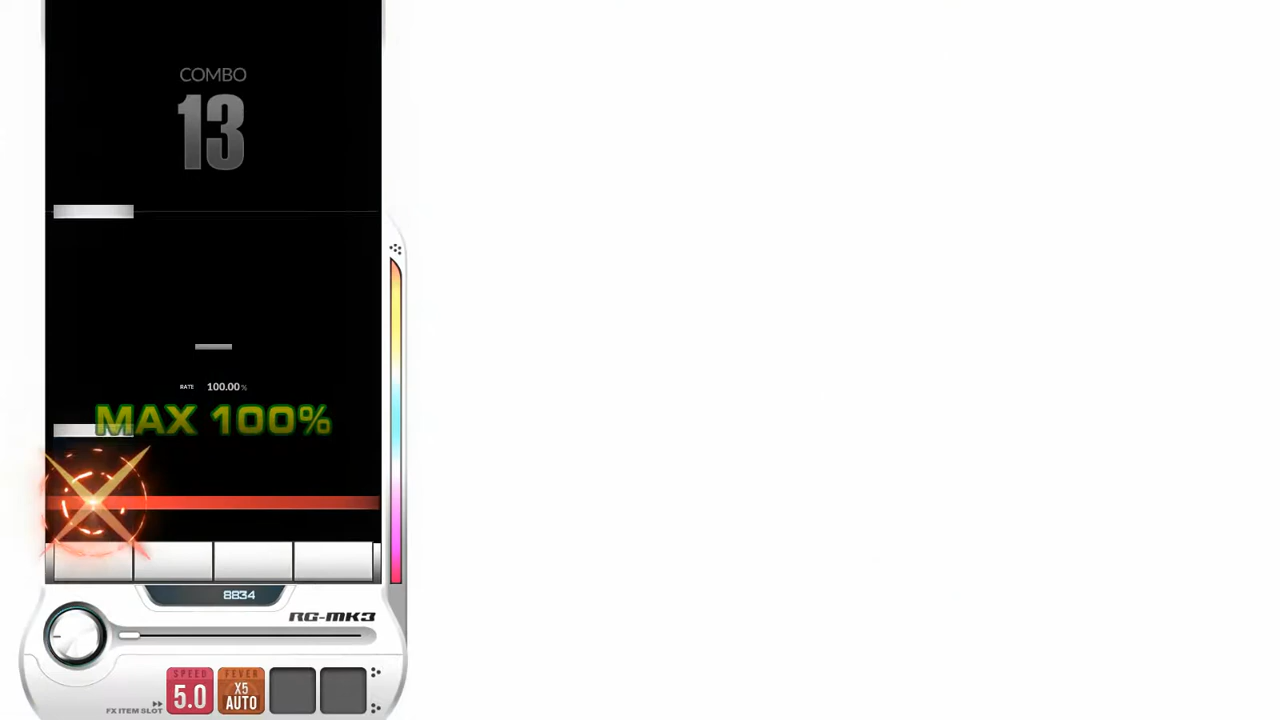 COMBO
13
RATE 100.00 %
MAX 100%
8834
RG-MK3
SPEED
5.0
FEVER
X5
AUTO
FX ITEM SLOT